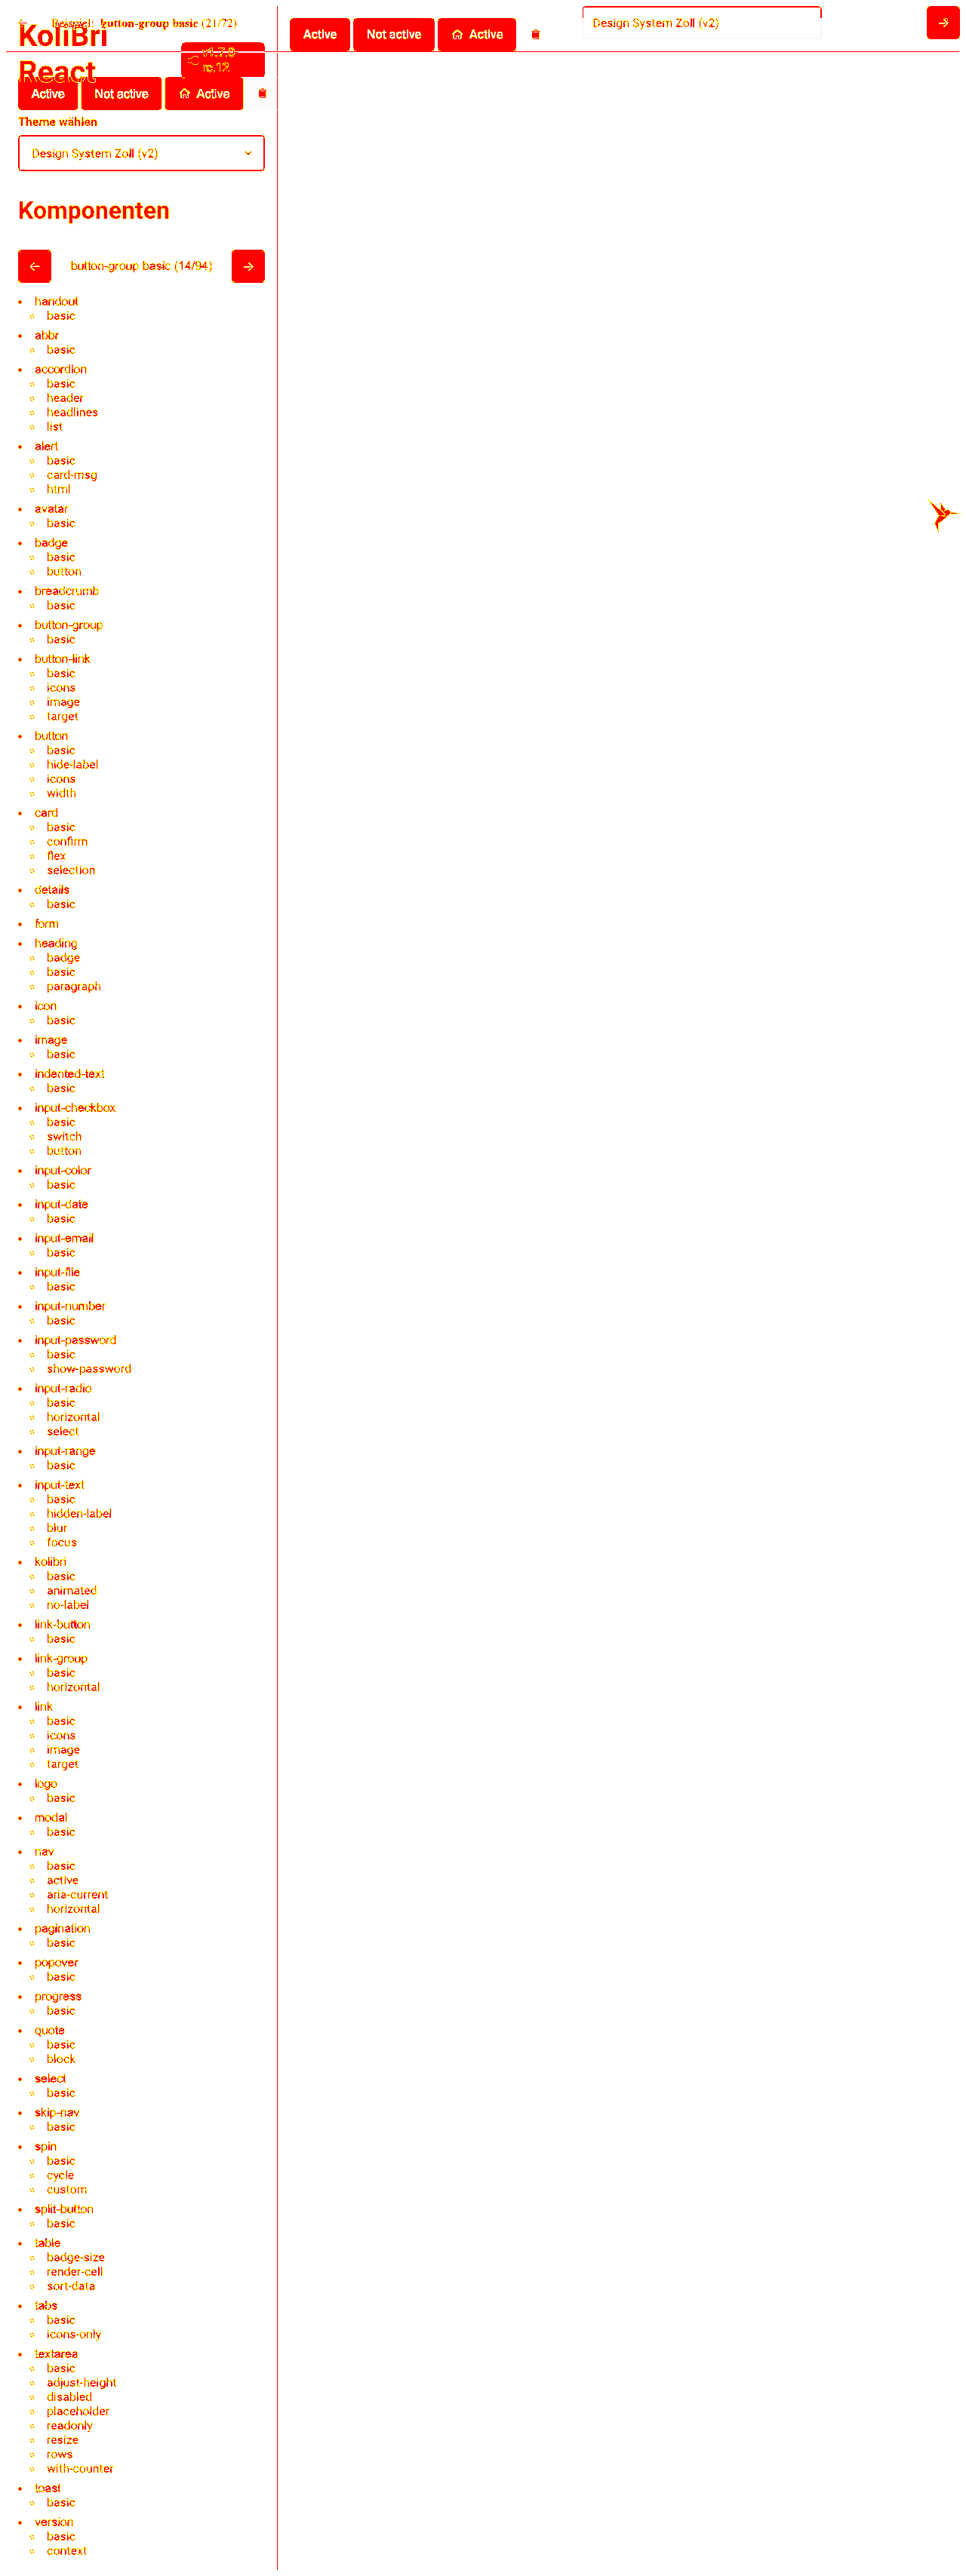 ← Beispiel: button-group basic (21/72)
KoliBri
React
v1.7.0
rc.12
Active Not active Active
Design System Zoll (v2)
→
Active Not active Active
Theme wählen
Design System Zoll (v2)
Komponenten
← button-group basic (14/94) →
handout
basic
abbr
basic
accordion
basic
header
headlines
list
alert
basic
card-msg
html
avatar
basic
badge
basic
button
breadcrumb
basic
button-group
basic
button-link
basic
icons
image
target
button
basic
hide-label
icons
width
card
basic
confirm
flex
selection
details
basic
form
heading
badge
basic
paragraph
icon
basic
image
basic
indented-text
basic
input-checkbox
basic
switch
button
input-color
basic
input-date
basic
input-email
basic
input-file
basic
input-number
basic
input-password
basic
show-password
input-radio
basic
horizontal
select
input-range
basic
input-text
basic
hidden-label
blur
focus
kolibri
basic
animated
no-label
link-button
basic
link-group
basic
horizontal
link
basic
icons
image
target
logo
basic
modal
basic
nav
basic
active
aria-current
horizontal
pagination
basic
popover
basic
progress
basic
quote
basic
block
select
basic
skip-nav
basic
spin
basic
cycle
custom
split-button
basic
table
badge-size
render-cell
sort-data
tabs
basic
icons-only
textarea
basic
adjust-height
disabled
placeholder
readonly
resize
rows
with-counter
toast
basic
version
basic
context